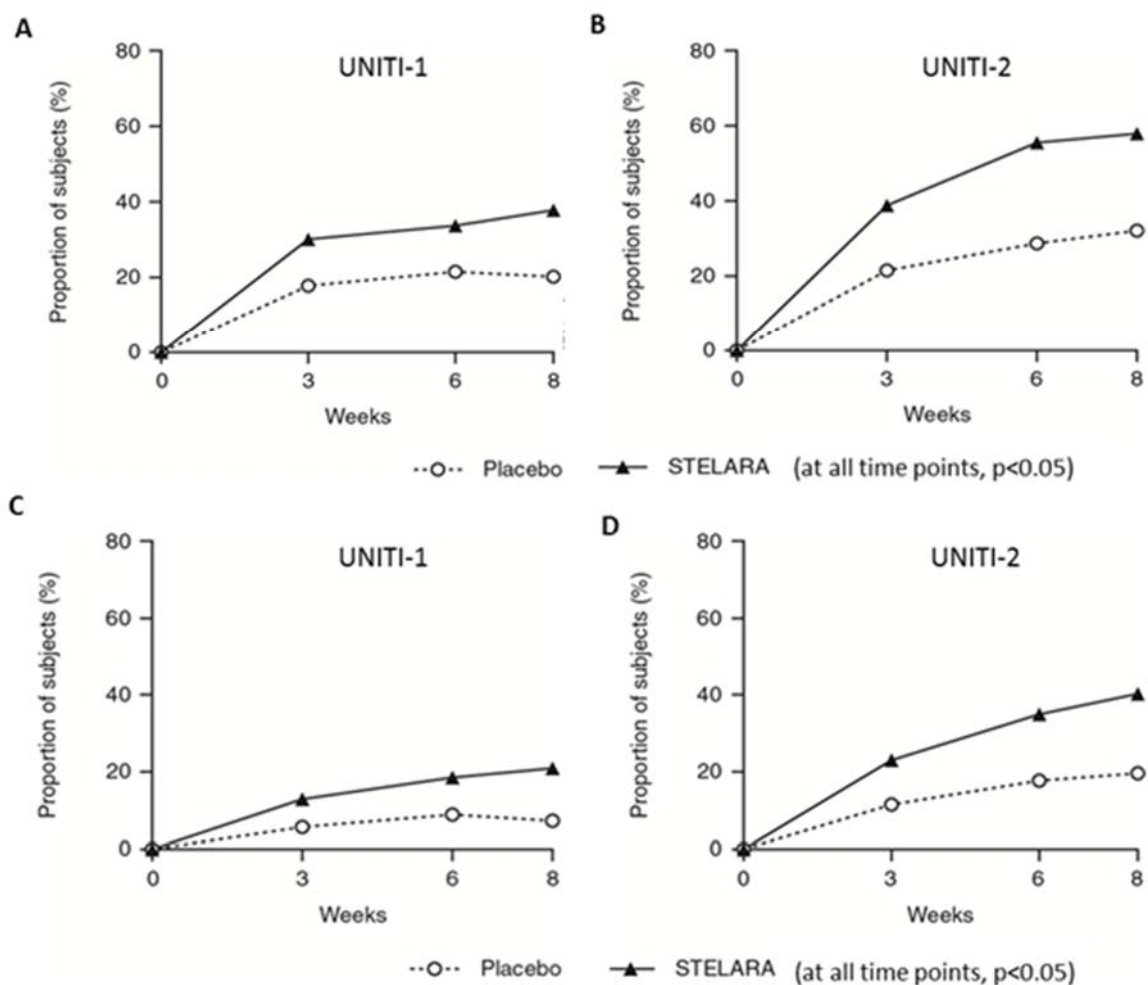 A
UNITI-1
Proportion of subjects (%)
80
60
40
20
0
0 3 6 8
Weeks
B
UNITI-2
Proportion of subjects (%)
80
60
40
20
0
0 3 6 8
Weeks
Placebo STELARA (at all time points, p<0.05)
C
UNITI-1
Proportion of subjects (%)
80
60
40
20
0
0 3 6 8
Weeks
D
UNITI-2
Proportion of subjects (%)
80
60
40
20
0
0 3 6 8
Weeks
Placebo STELARA (at all time points, p<0.05)